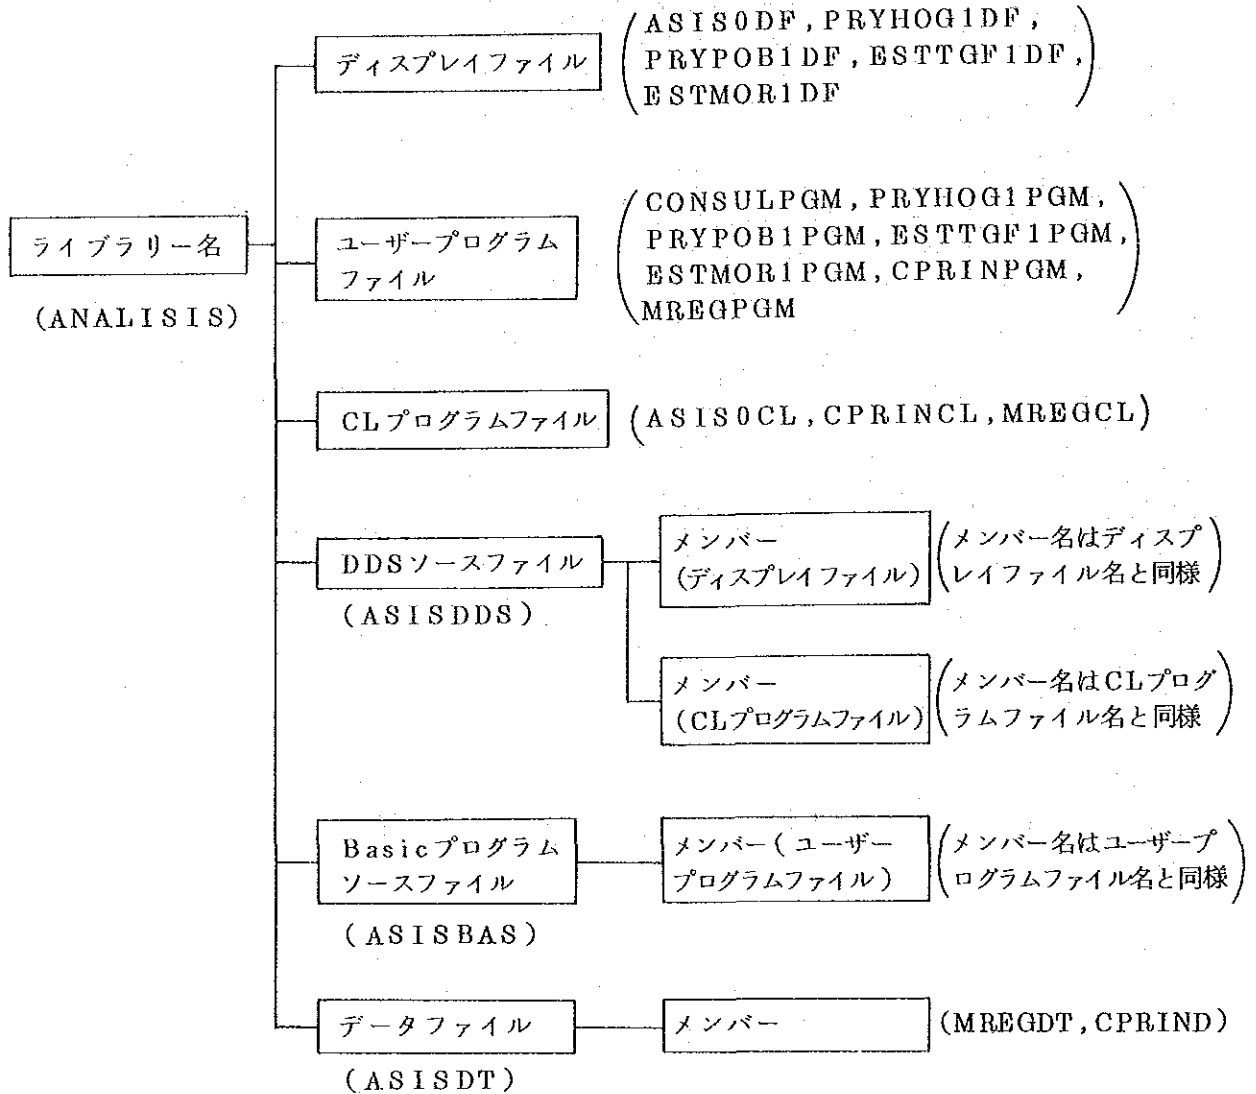 ディスプレイファイル
(ASIS0DF,PRYHOG1DF,
PRYPOB1DF,ESTTGF1DF,
ESTMOR1DF)
ライブラリー名
(ANALISIS)
ユーザープログラム
ファイル
(CONSULPGM,PRYHOG1PGM,
PRYPOB1PGM,ESTTGF1PGM,
ESTMOR1PGM,CPRINPGM,
MREGPGM)
CLプログラムファイル
(ASIS0CL,CPRINCL,MREGCL)
DDSソースファイル
(ASISDDS)
メンバー
(ディスプレイファイル)
(メンバー名はディスプ
レイファイル名と同様)
メンバー
(CLプログラムファイル)
(メンバー名はCLプログ
ラムファイル名と同様)
Basicプログラム
ソースファイル
(ASISBAS)
メンバー(ユーザー
プログラムファイル)
(メンバー名はユーザープ
ログラムファイル名と同様)
データファイル
(ASISDT)
メンバー
(MREGDT,CPRIND)